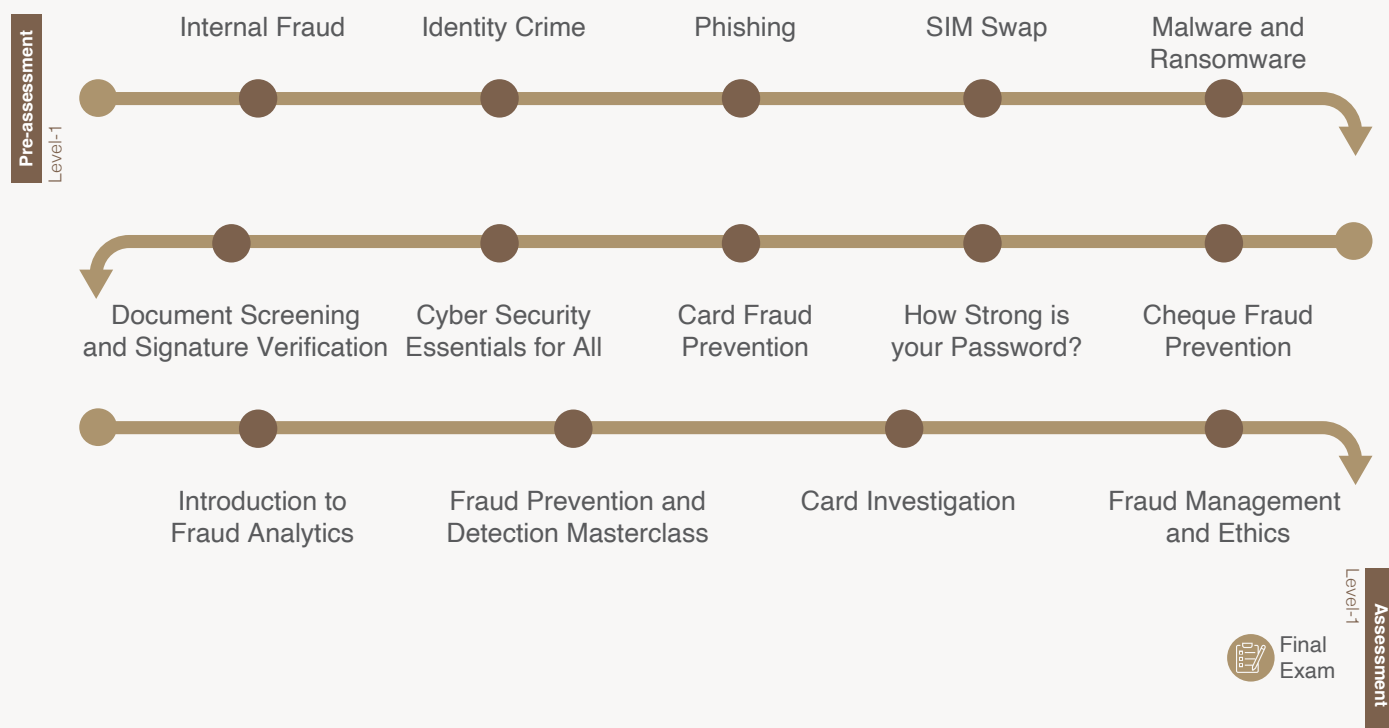 Pre-assessment
Level-1
Internal Fraud
Identity Crime
Phishing
SIM Swap
Malware and
Ransomware
Document Screening
and Signature Verification
Cyber Security
Essentials for All
Card Fraud
Prevention
How Strong is
your Password?
Cheque Fraud
Prevention
Introduction to
Fraud Analytics
Fraud Prevention and
Detection Masterclass
Card Investigation
Fraud Management
and Ethics
Level-1
Assessment
Final
Exam